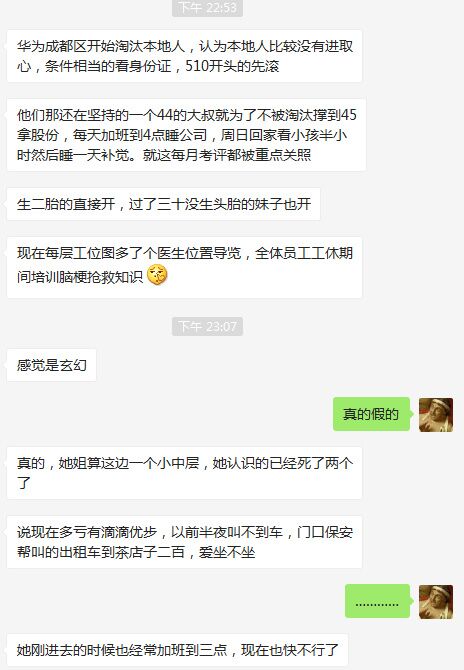 下午 22:53
华为成都区开始淘汰本地人，认为本地人比较没有进取
心，条件相当的看身份证，510开头的先滚
他们那还在坚持的一个44的大叔就为了不被淘汰撑到45
拿股份，每天加班到4点睡公司，周日回家看小孩半小
时然后睡一天补觉。就这每月考评都被重点关照
生二胎的直接开，过了三十没生头胎的妹子也开
现在每层工位图多了个医生位置导览，全体员工工休期
间培训脑梗抢救知识
下午 23:07
感觉是玄幻
真的假的
真的，她姐算这边一个小中层，她认识的已经死了两个
了
说现在多亏有滴滴优步，以前半夜叫不到车，门口保安
帮叫的出租车到茶店子二百，爱坐不坐
............
她刚进去的时候也经常加班到三点，现在也快不行了